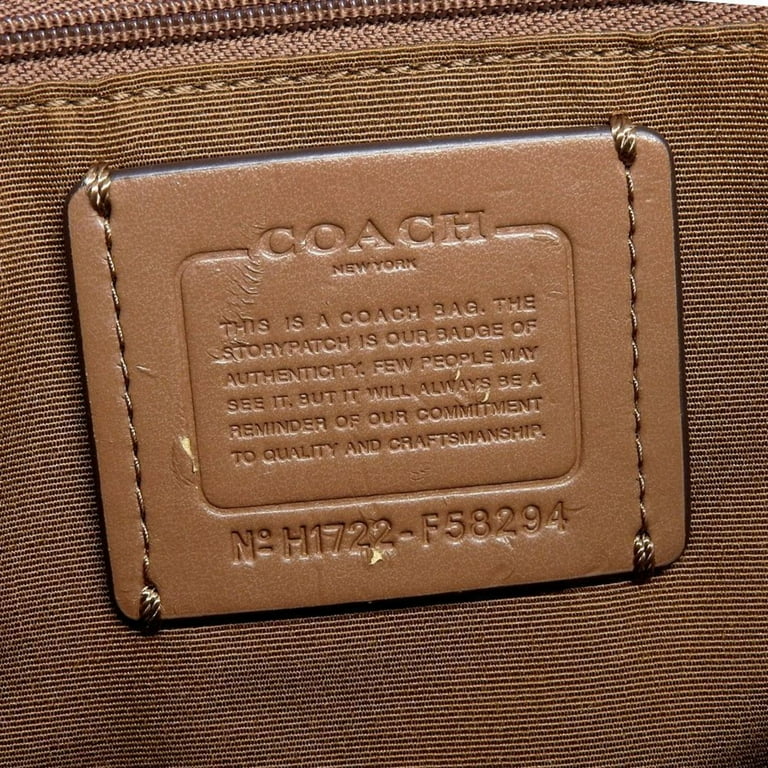 COACH
NEW YORK
THIS IS A COACH BAG. THE
STORYPATCH IS OUR BADGE OF
AUTHENTICITY. FEW PEOPLE MAY
SEE IT. BUT IT WILL ALWAYS BE A
REMINDER OF OUR COMMITMENT
TO QUALITY AND CRAFTSMANSHIP.
Nº H1722-F58294